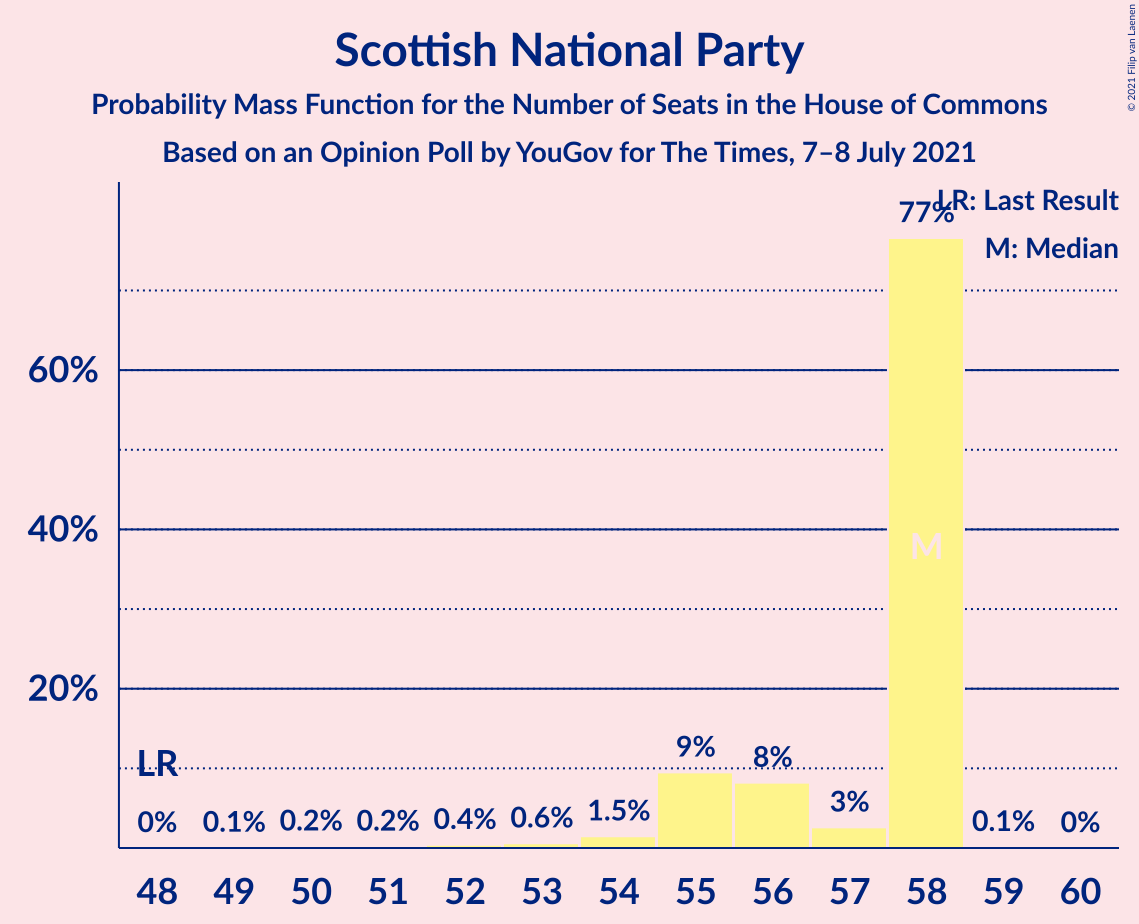 Scottish National Party
Probability Mass Function for the Number of Seats in the House of Commons
Based on an Opinion Poll by YouGov for The Times, 7–8 July 2021
© 2021 Filip van Laenen
LR: Last Result
M: Median
77%
60%
40%
20%
M
LR
0% 0.1% 0.2% 0.2% 0.4% 0.6% 1.5% 9% 8% 3% 0.1% 0%
48 49 50 51 52 53 54 55 56 57 58 59 60